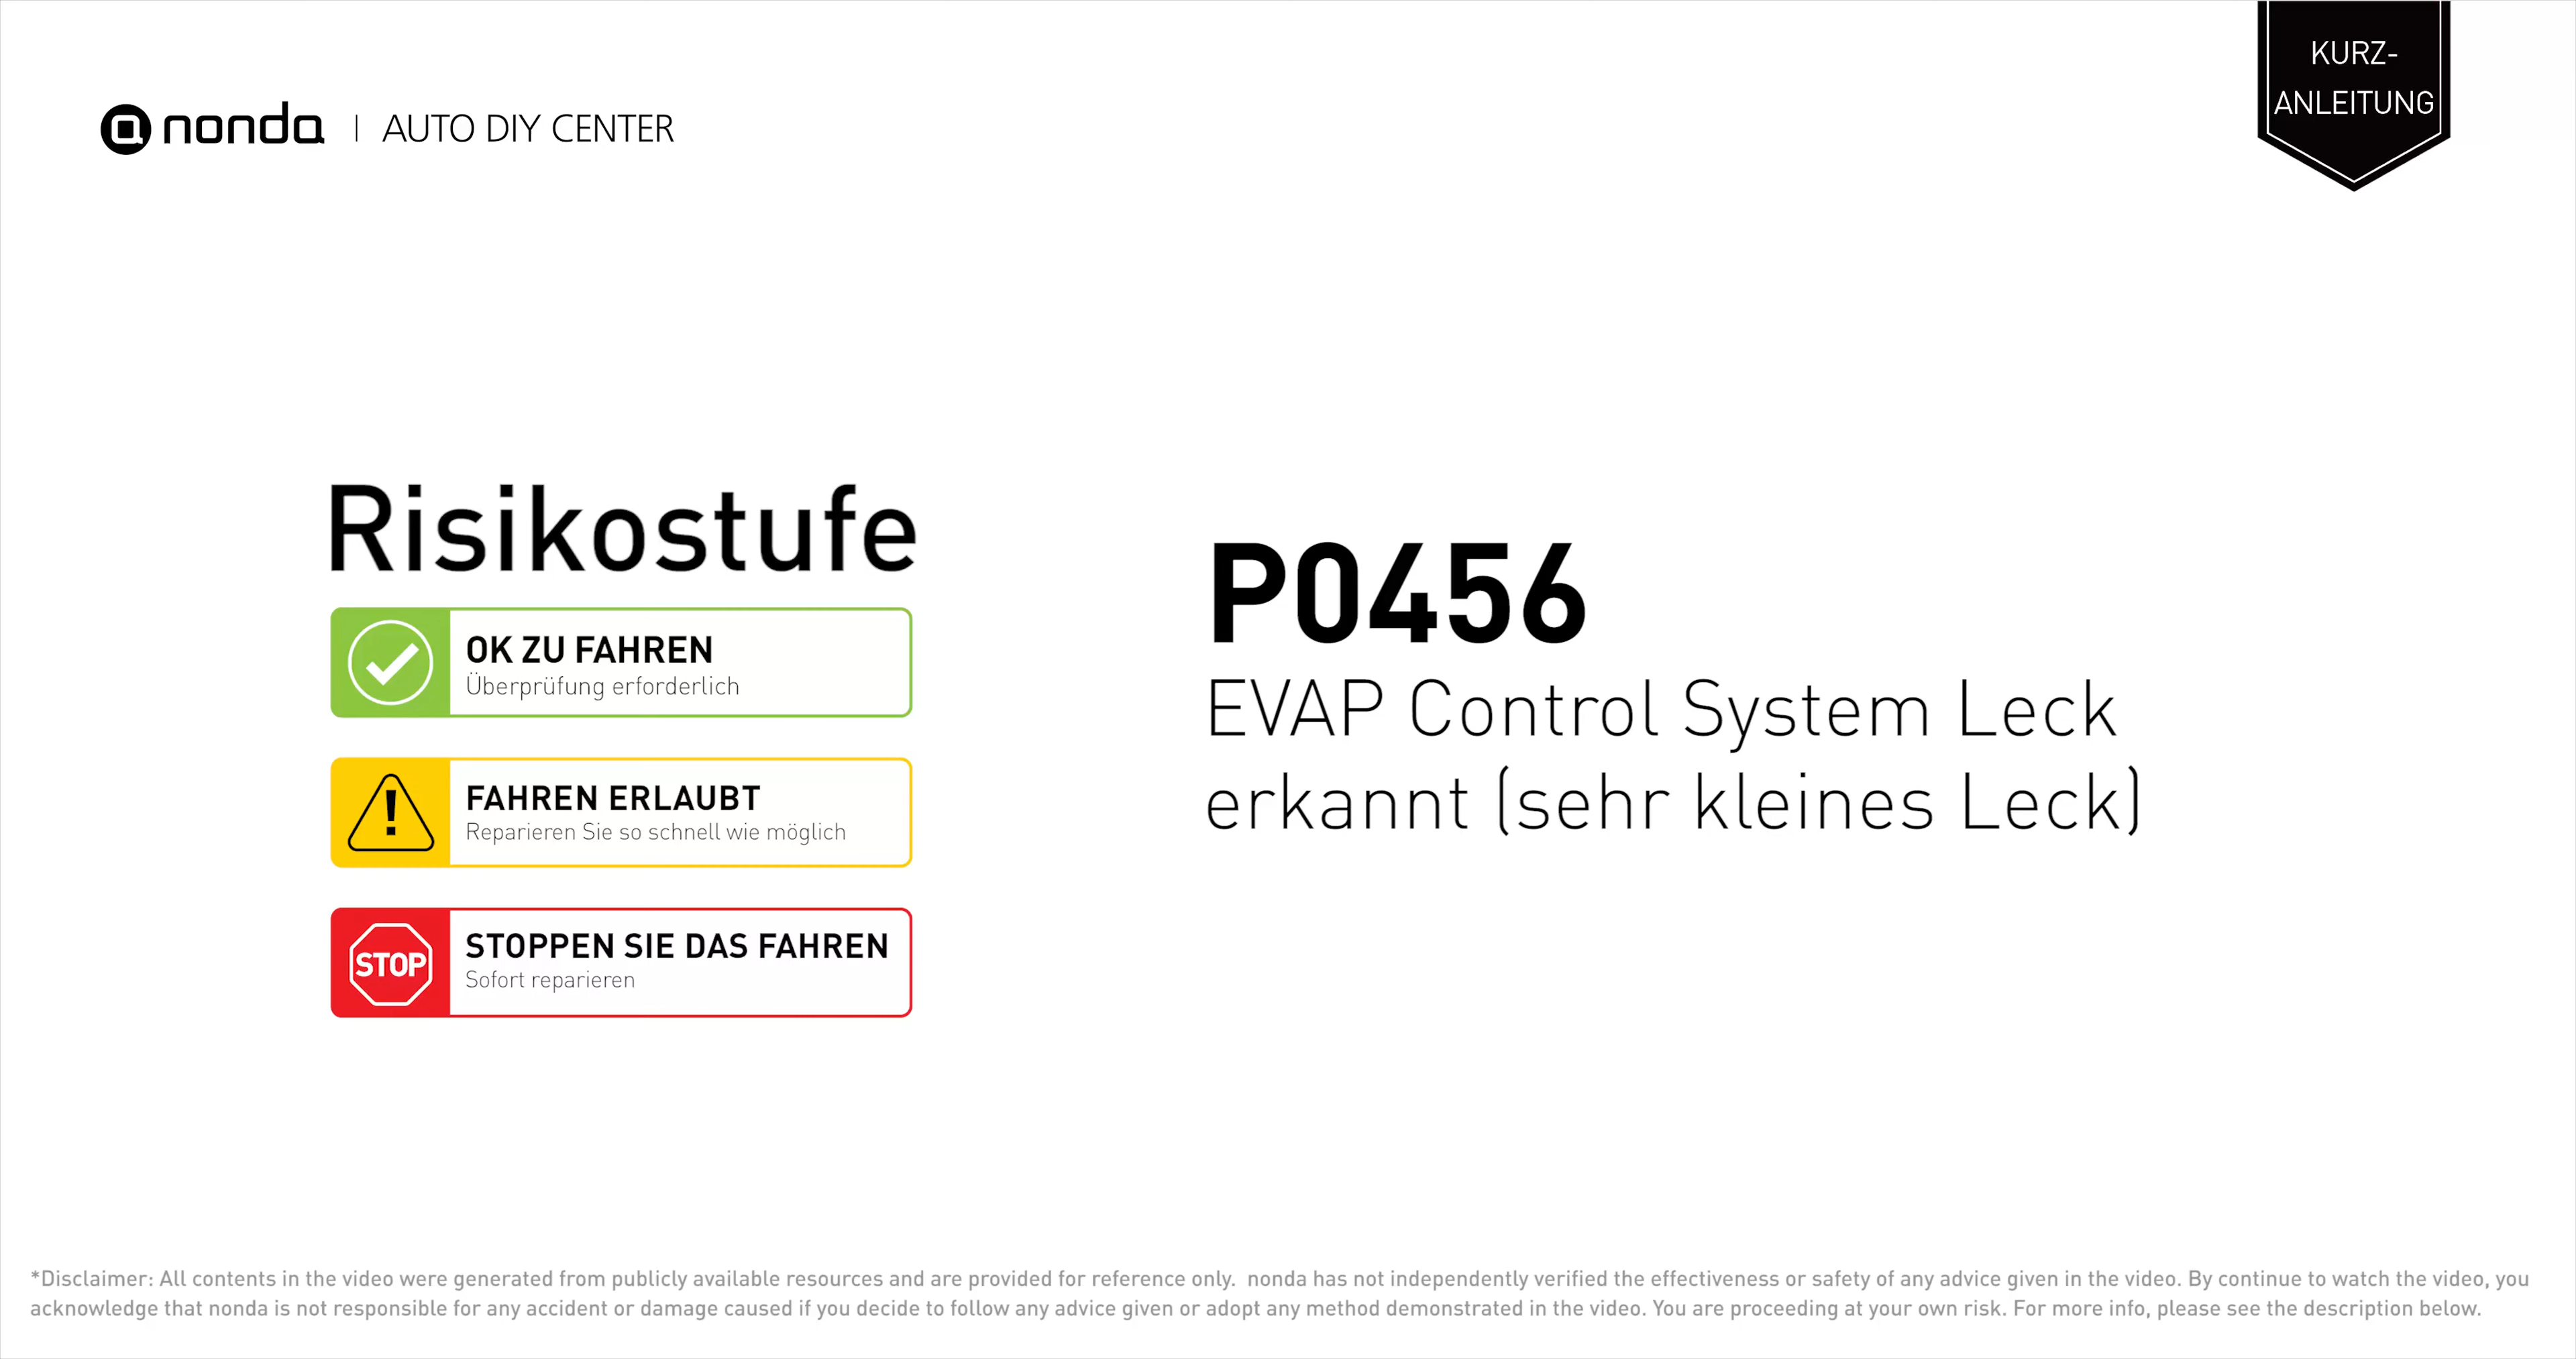 nonda | AUTO DIY CENTER
KURZ-
ANLEITUNG
Risikostufe
OK ZU FAHREN
Überprüfung erforderlich
FAHREN ERLAUBT
Reparieren Sie so schnell wie möglich
STOP
STOPPEN SIE DAS FAHREN
Sofort reparieren
P0456
EVAP Control System Leck
erkannt (sehr kleines Leck)
*Disclaimer: All contents in the video were generated from publicly available resources and are provided for reference only. nonda has not independently verified the effectiveness or safety of any advice given in the video. By continue to watch the video, you
acknowledge that nonda is not responsible for any accident or damage caused if you decide to follow any advice given or adopt any method demonstrated in the video. You are proceeding at your own risk. For more info, please see the description below.